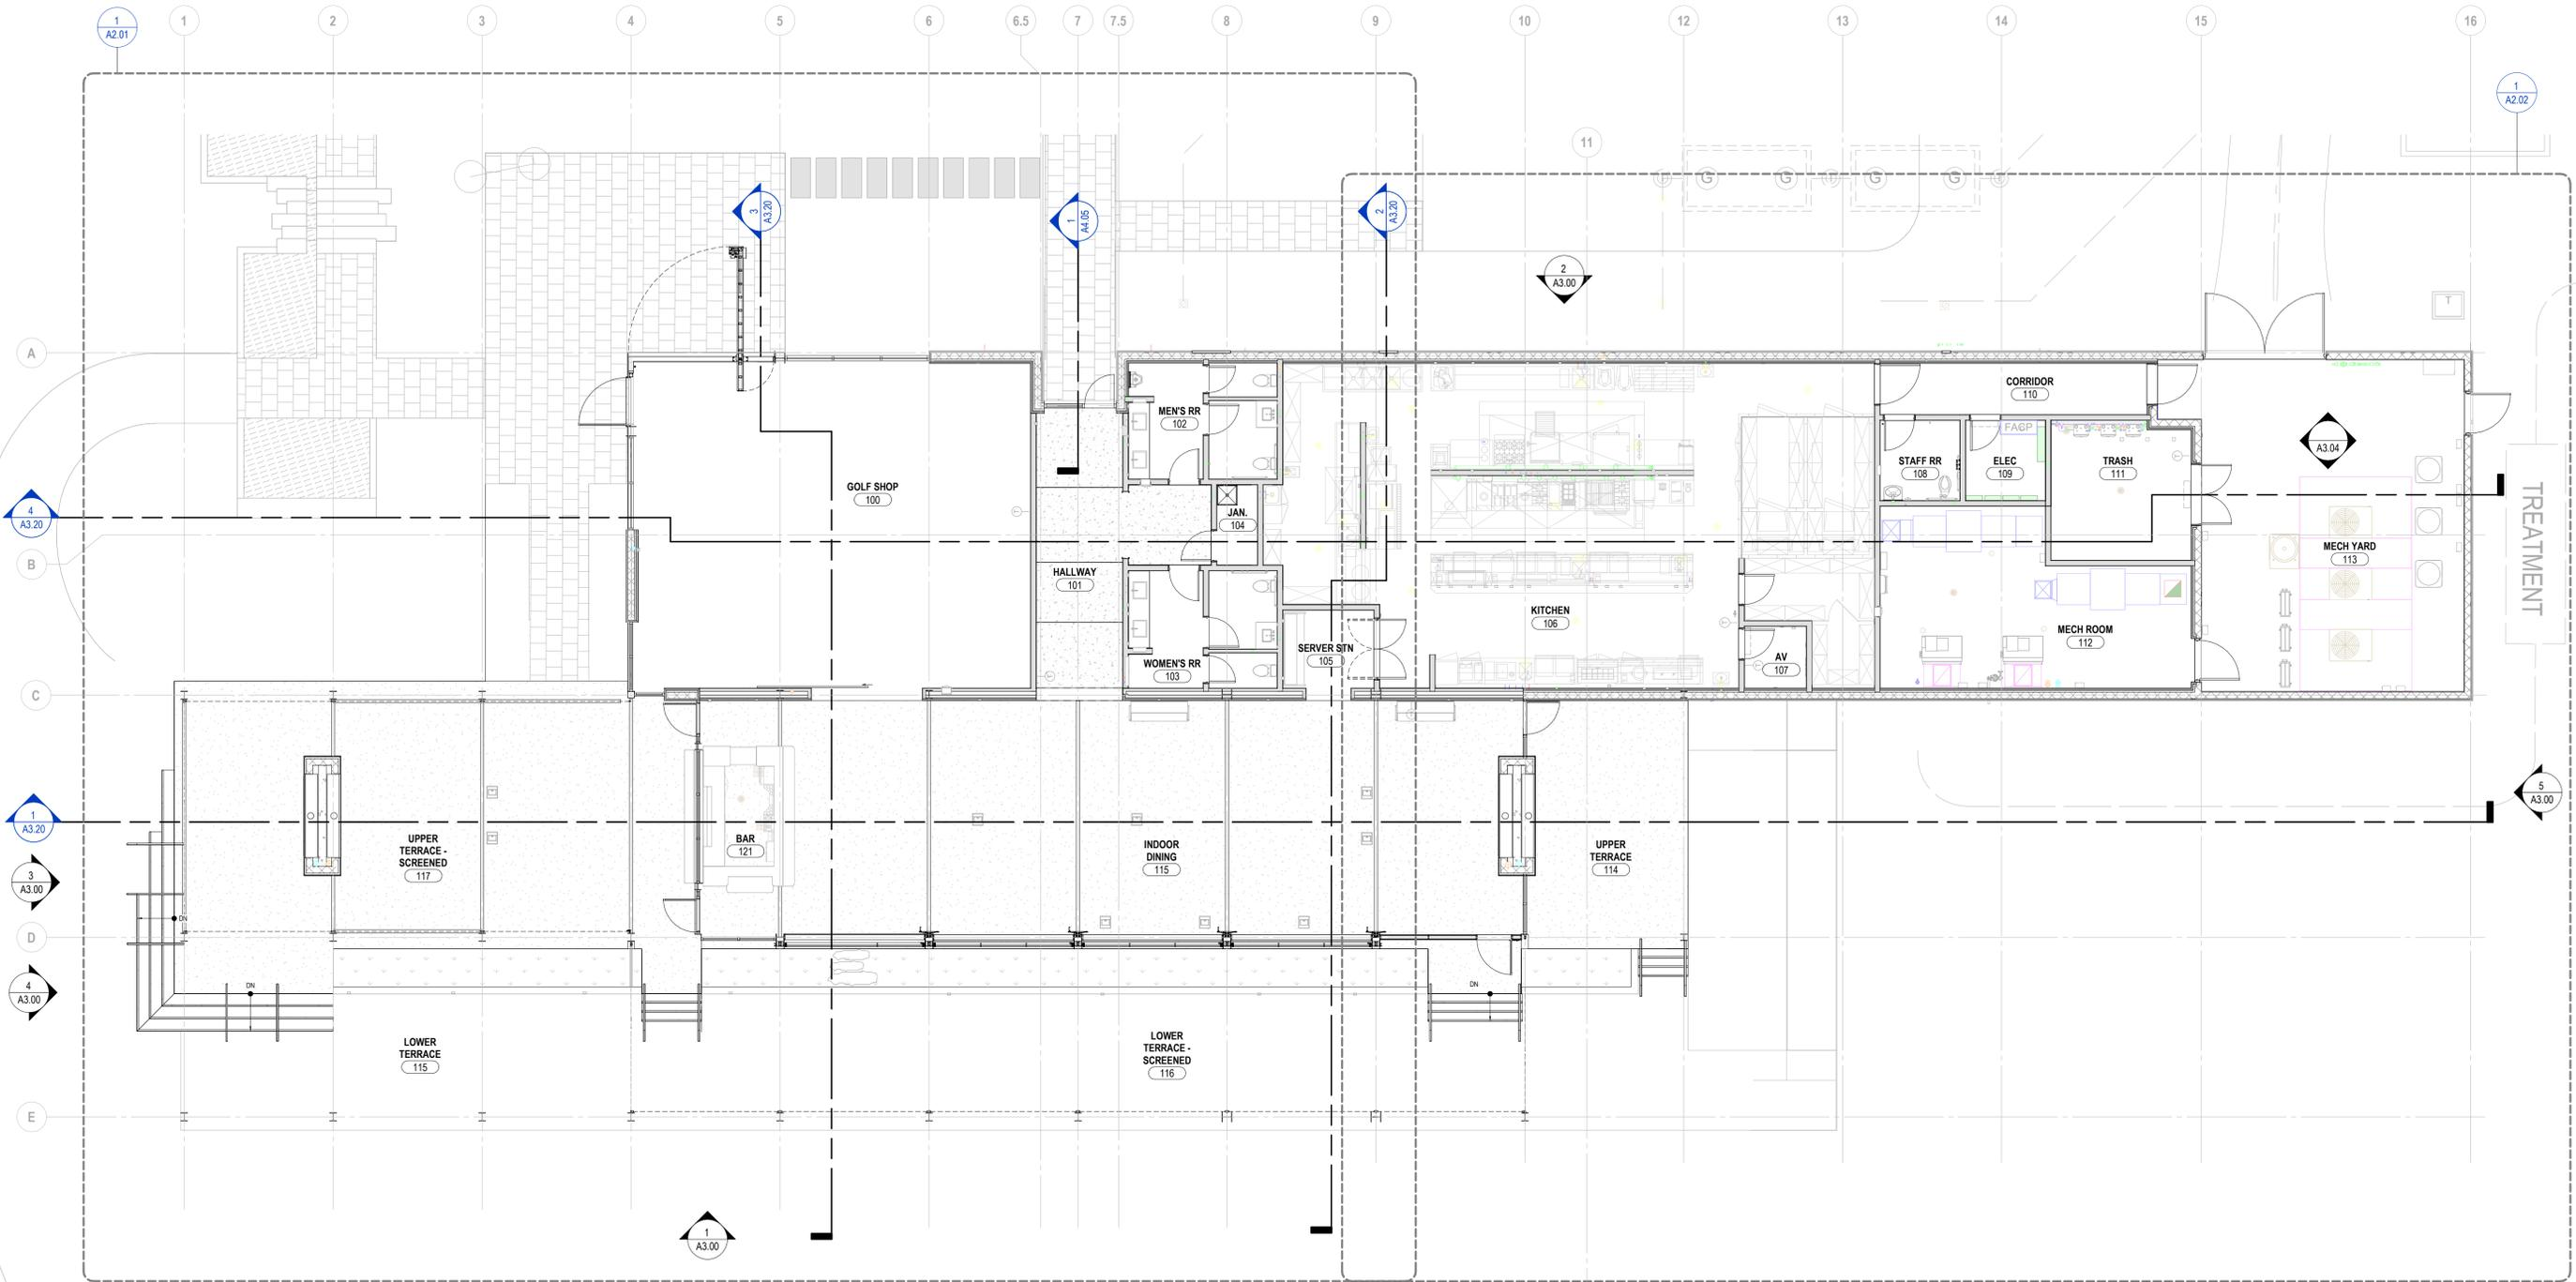 1
A2.01
1
2
3
4
5
6
6.5
7
7.5
8
9
10
12
13
14
15
16
1
A2.02
11
G
G
G
G
3
A3.20
1
A4.05
2
A3.20
2
A3.00
T
A
CORRIDOR
110
MEN'S RR
102
FACP
A3.04
STAFF RR
108
ELEC
109
TRASH
111
GOLF SHOP
100
4
A3.20
JAN.
104
TREATMENT
B
HALLWAY
101
MECH YARD
113
KITCHEN
106
MECH ROOM
112
SERVER STN
105
WOMEN'S RR
103
AV
107
C
1
A3.20
5
A3.00
UPPER
TERRACE -
SCREENED
117
BAR
121
INDOOR
DINING
115
UPPER
TERRACE
114
3
A3.00
DN
D
4
A3.00
DN
DN
LOWER
TERRACE
115
LOWER
TERRACE -
SCREENED
116
E
1
A3.00